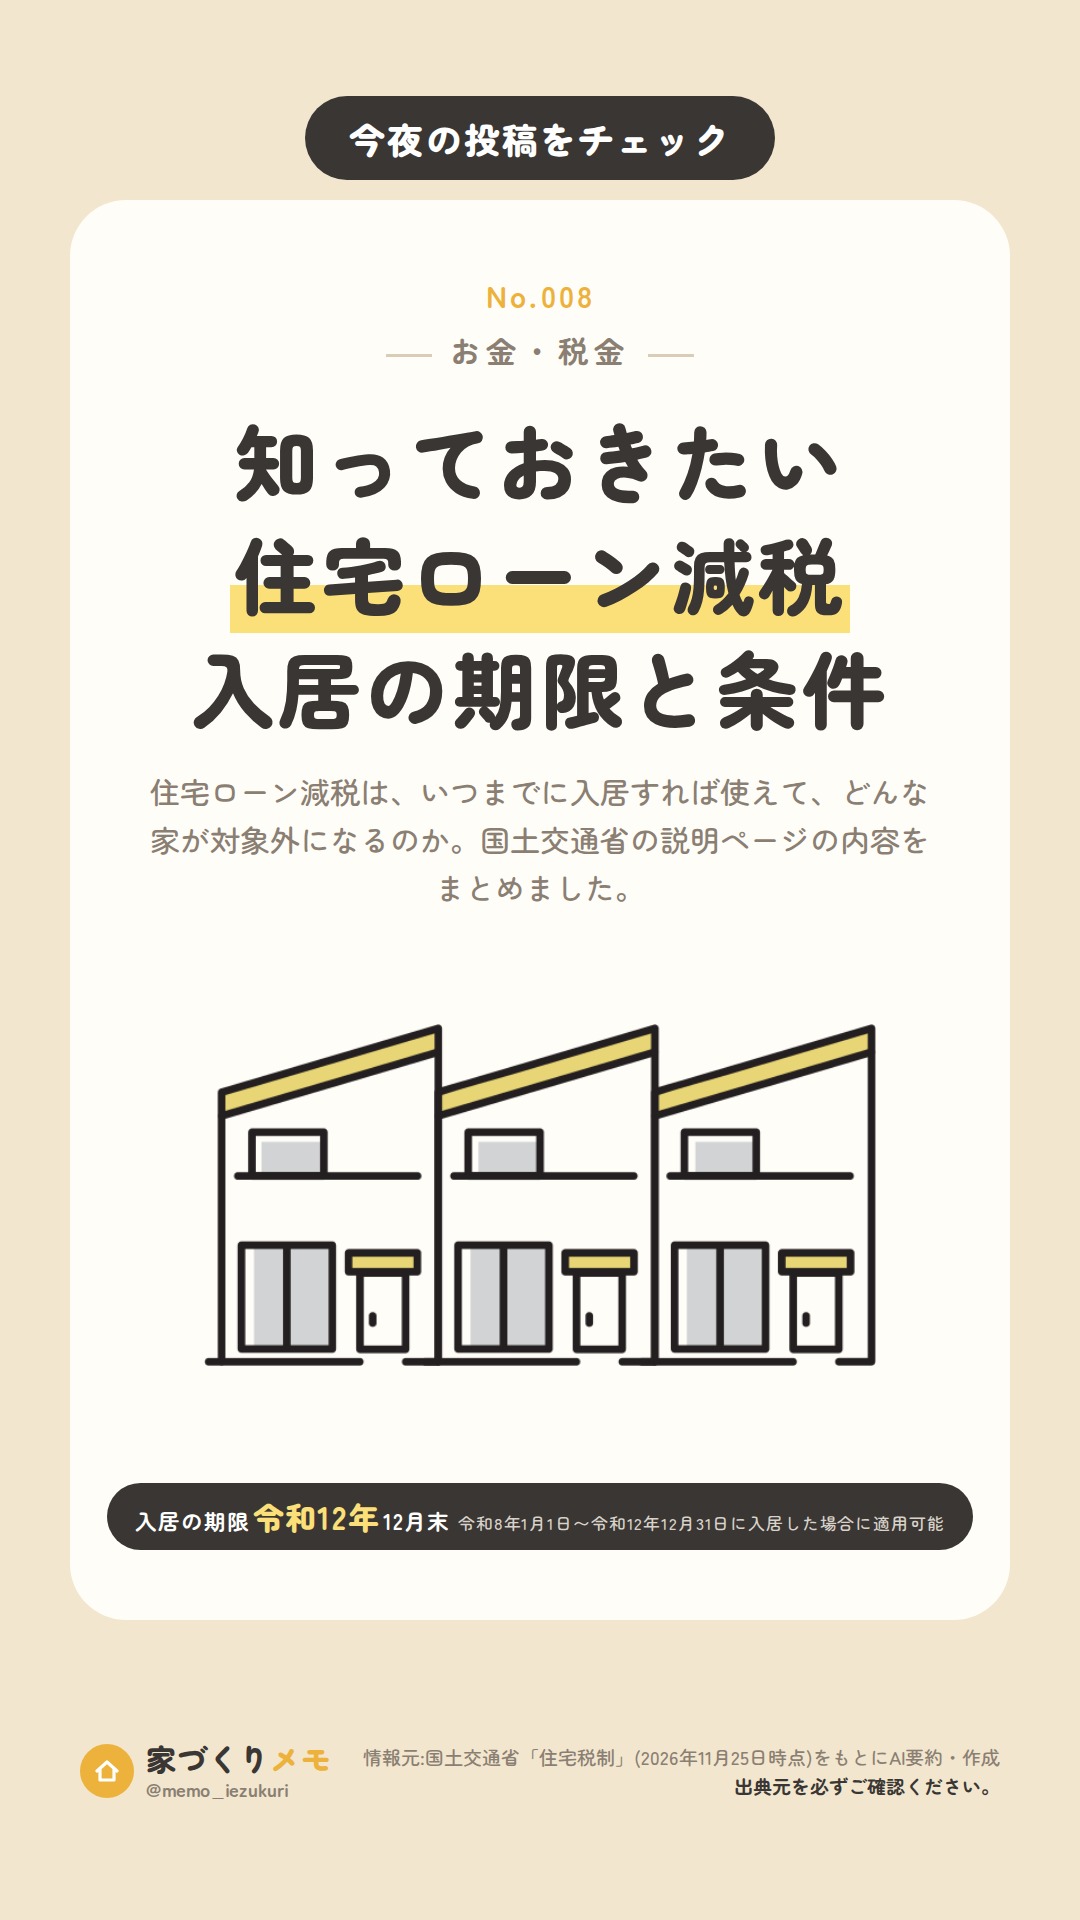 今夜の投稿をチェック
No.008
お金・税金
知っておきたい
住宅ローン減税
入居の期限と条件
住宅ローン減税は、いつまでに入居すれば使えて、どんな
家が対象外になるのか。国土交通省の説明ページの内容を
まとめました。
入居の期限 令和12年 12月末 令和8年1月1日〜令和12年12月31日に入居した場合に適用可能
家づくりメモ
@memo_iezukuri
情報元:国土交通省「住宅税制」(2026年11月25日時点)をもとにAI要約・作成
出典元を必ずご確認ください。